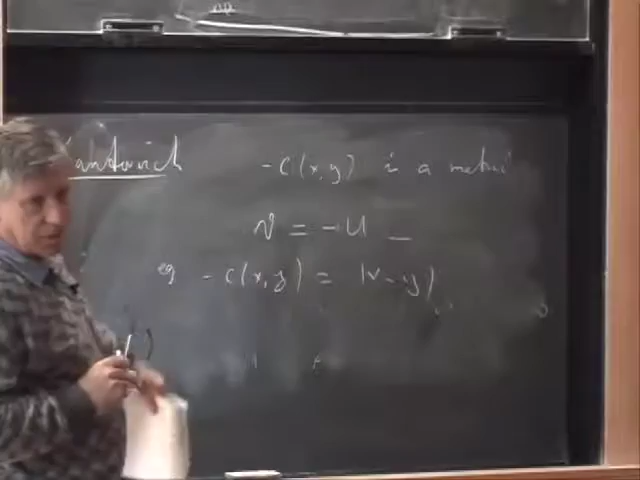 -c(x,y) is a metric
v = -u
eg -c(x,y) = |x-y|